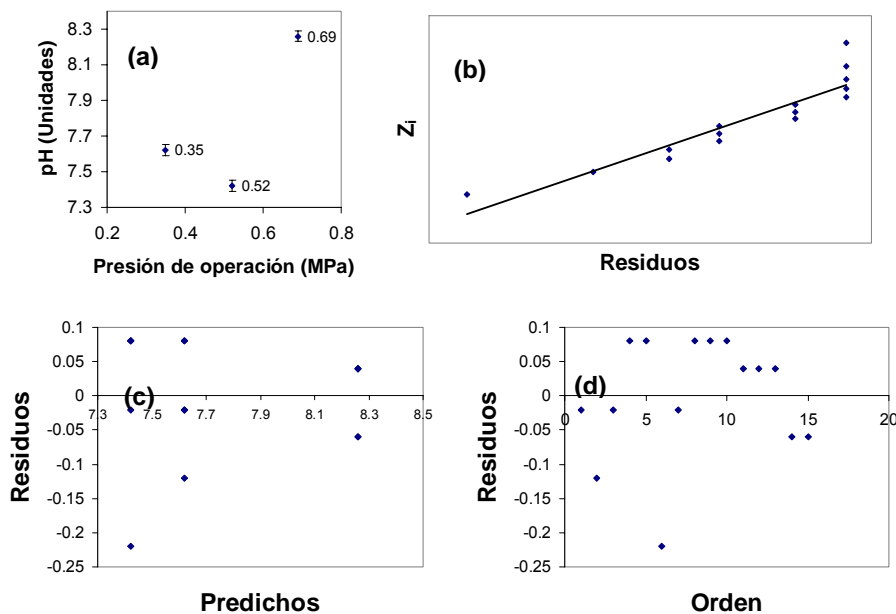 (a)
pH (Unidades)
8.3
8.1
7.9
7.7
7.5
7.3
0.69
0.35
0.52
0.2 0.4 0.6 0.8
Presión de operación (MPa)
(b)
Zi
Residuos
(c)
Residuos
0.1
0.05
0
-0.05
-0.1
-0.15
-0.2
-0.25
7.3 7.5 7.7 7.9 8.1 8.3 8.5
Predichos
(d)
Residuos
0.1
0.05
0
-0.05
-0.1
-0.15
-0.2
-0.25
0 5 10 15 20
Orden